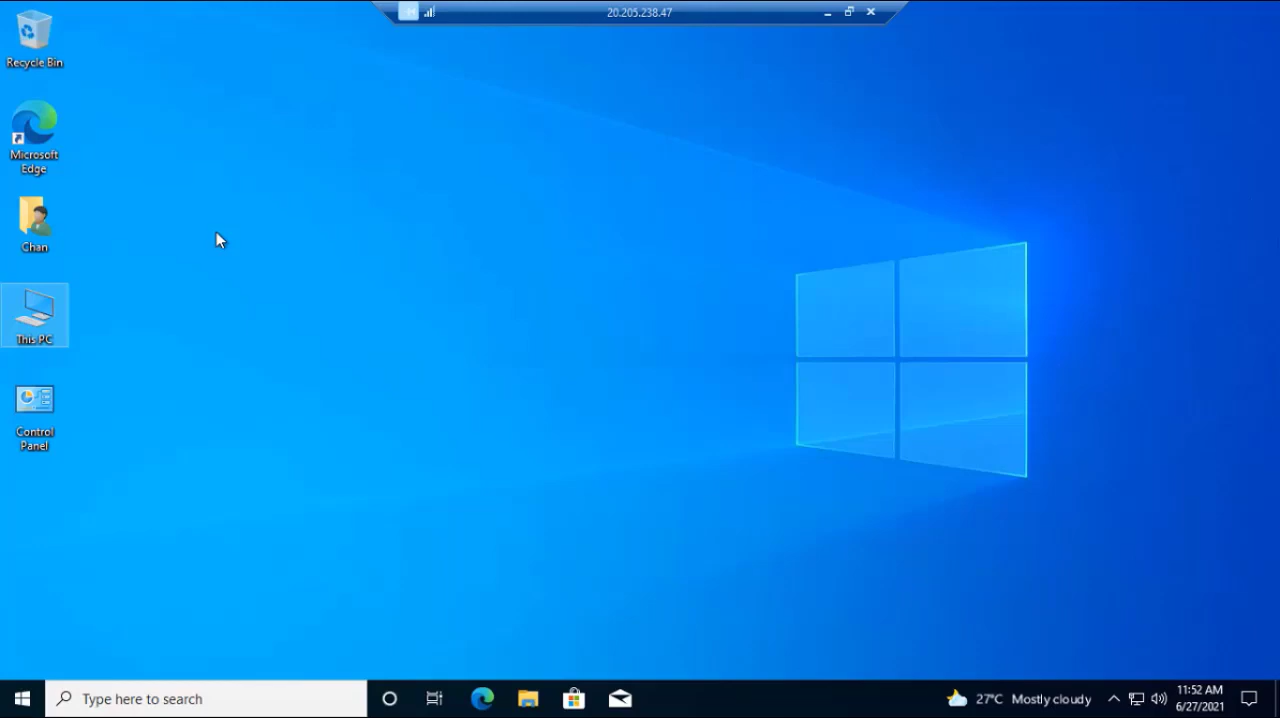 20.205.238.47
Recycle Bin
Microsoft
Edge
Chan
This PC
Control
Panel
Type here to search
27°C Mostly cloudy
11:52 AM
6/27/2021